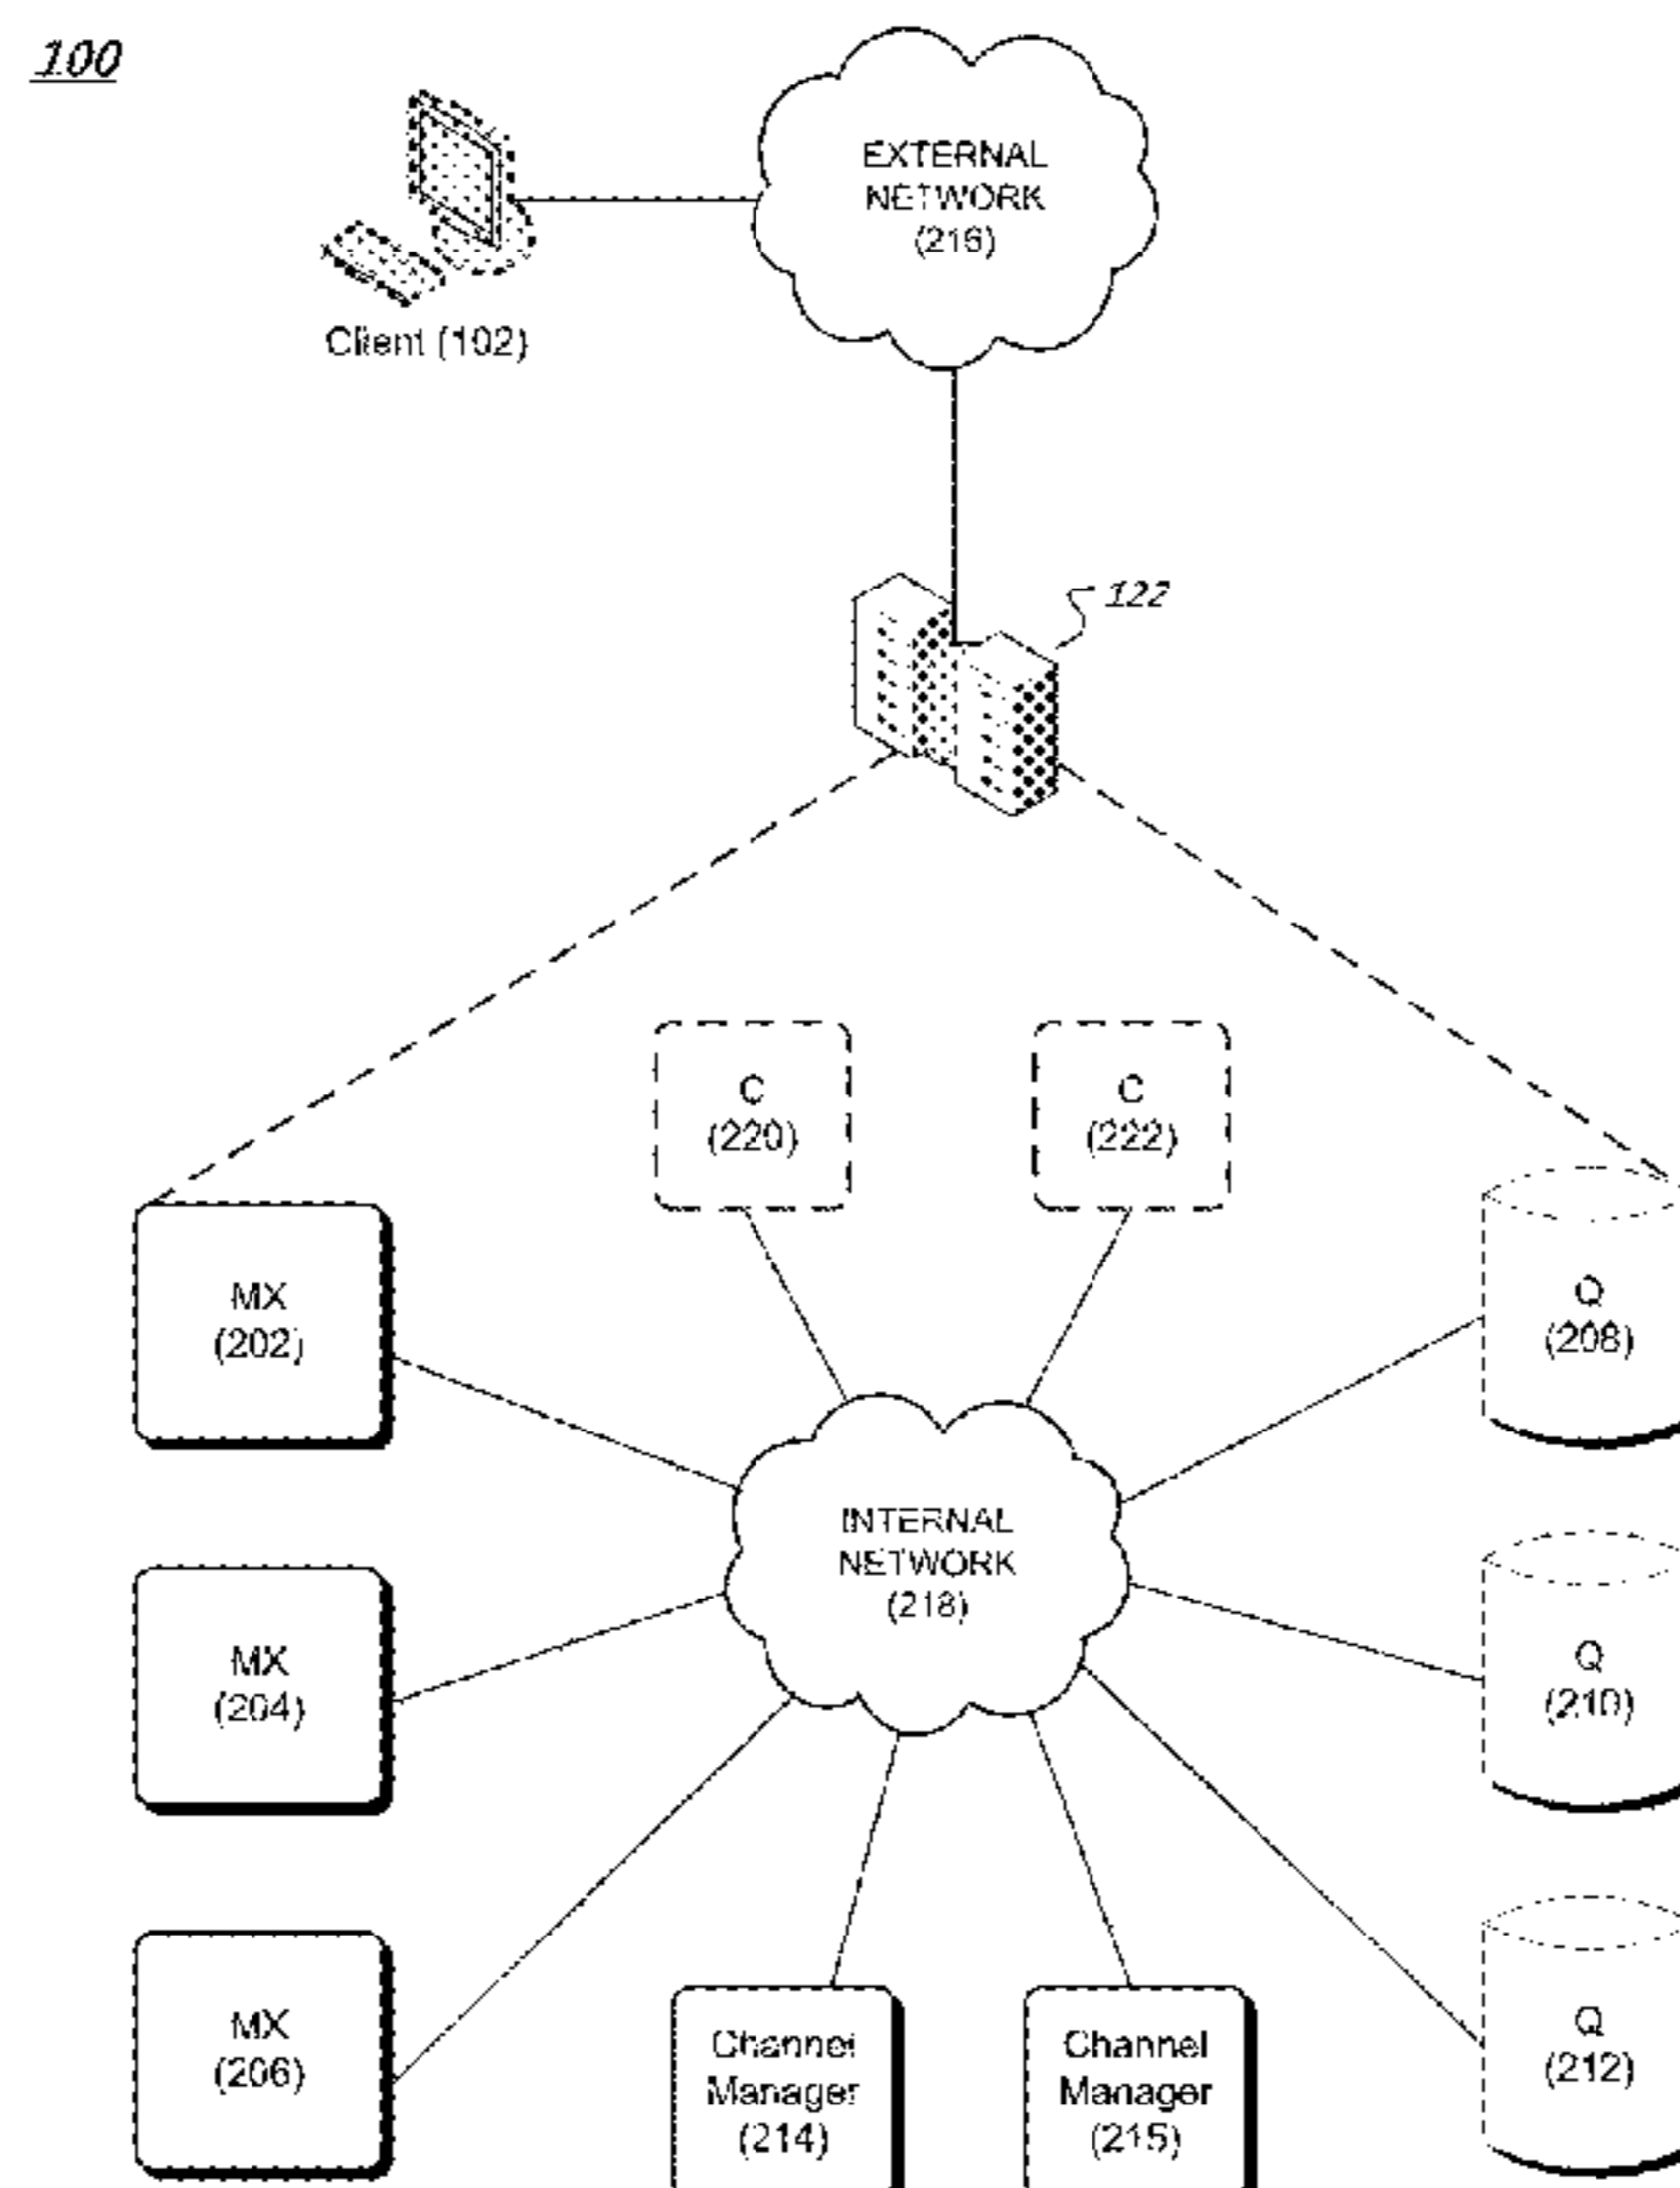 100
EXTERNAL
NETWORK
(216)
Client (102)
122
C
(220)
C
(222)
MX
(202)
Q
(208)
INTERNAL
NETWORK
(218)
MX
(204)
Q
(210)
MX
(206)
Channel
Manager
(214)
Channel
Manager
(215)
Q
(212)